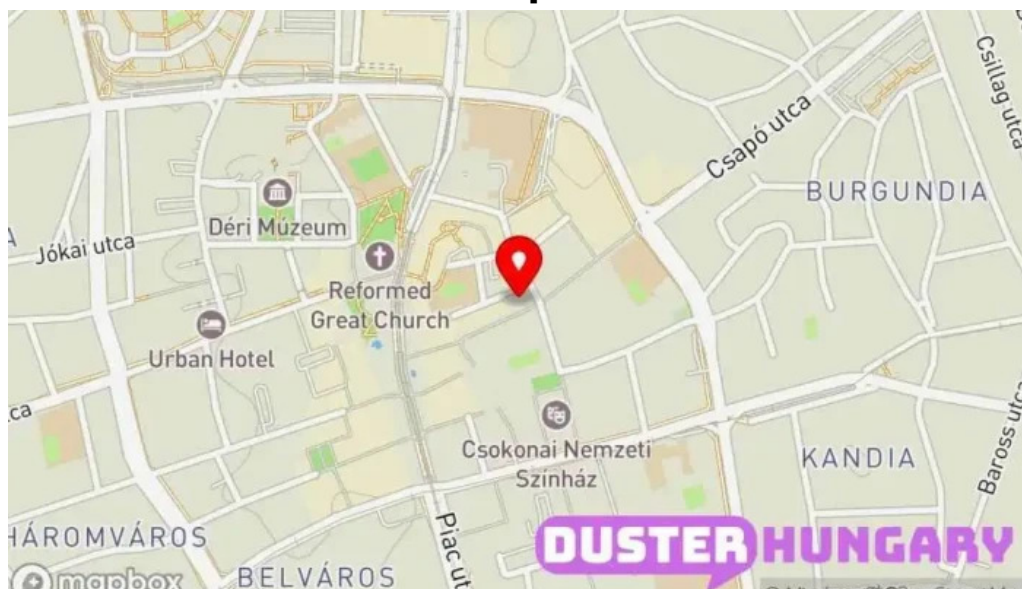 Csillag utca
Csapó utca
BURGUNDIA
Déri Múzeum
Jókai utca
Reformed
Great Church
Urban Hotel
Csokonai Nemzeti
Színház
KANDIA
Baross utca
HÁROMVÁROS
Piac ut
DUSTER HUNGARY
BELVÁROS
mapbox